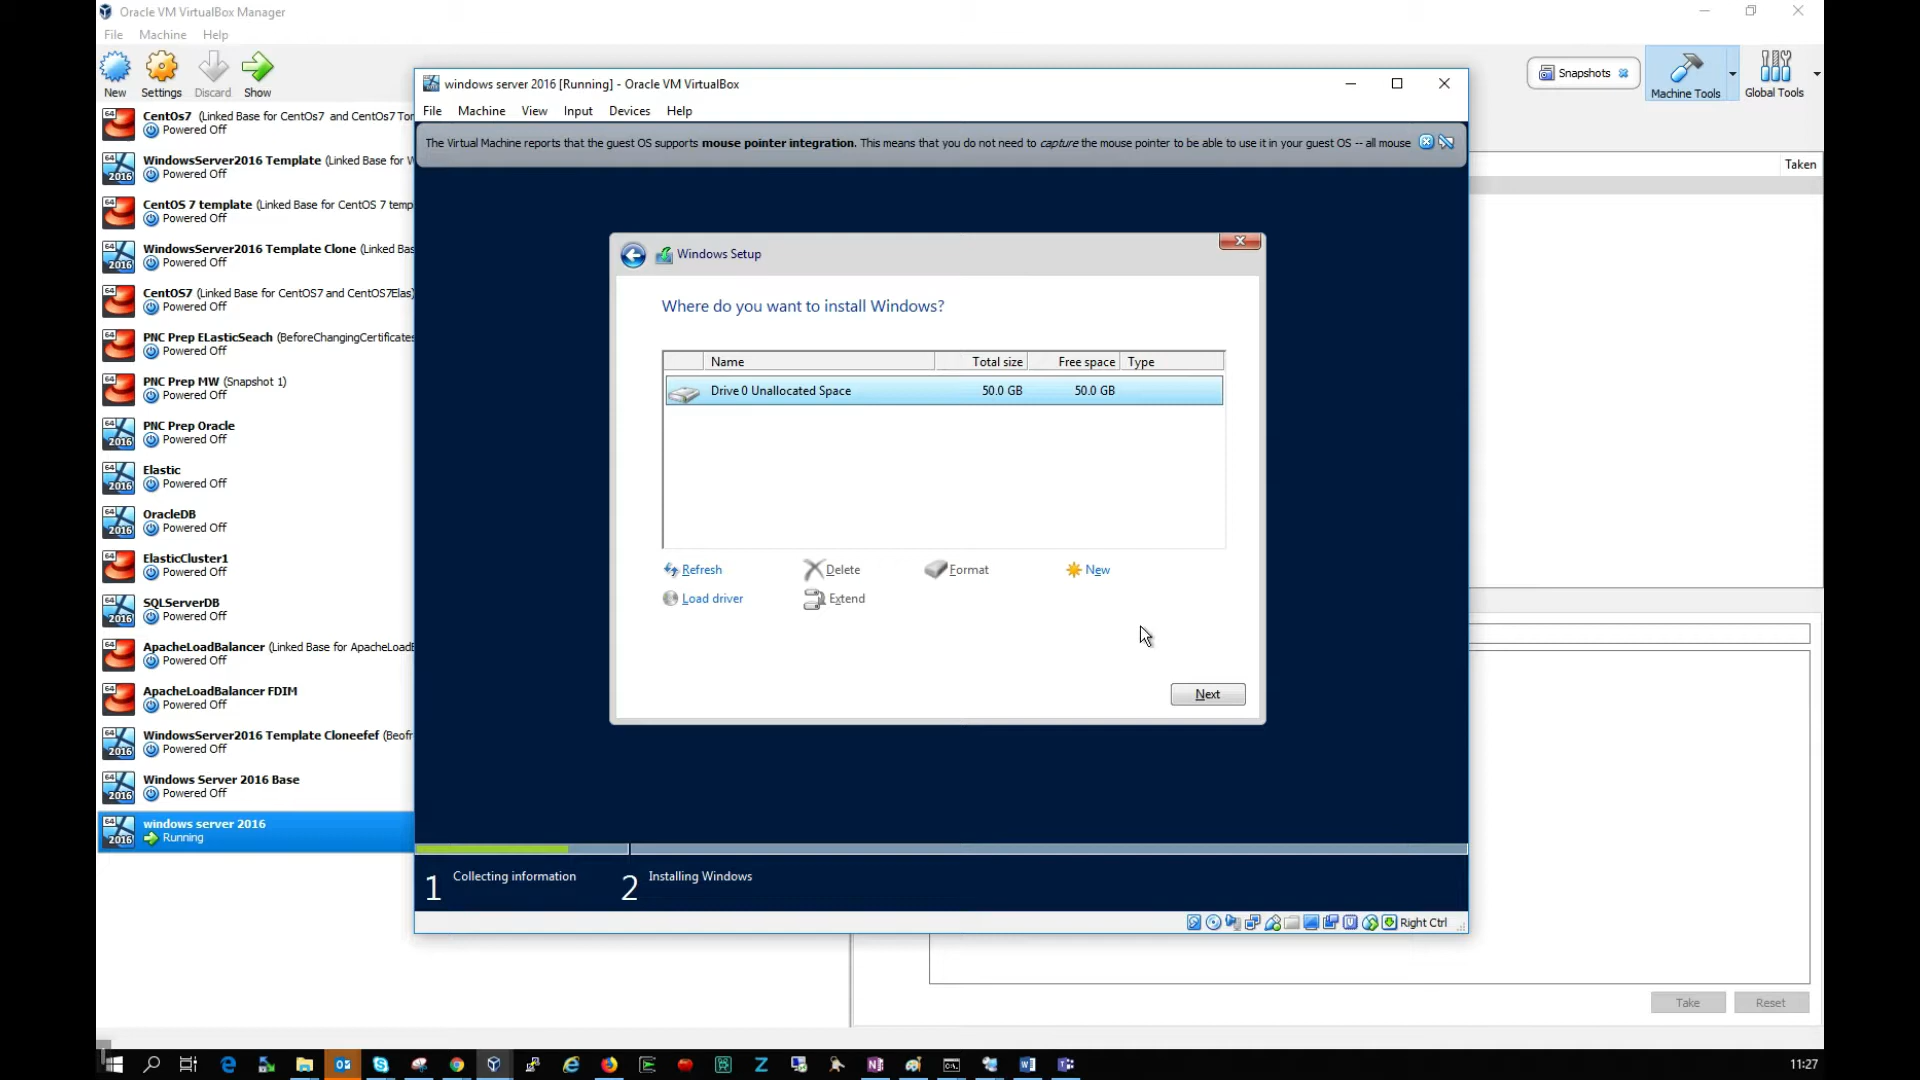 Oracle VM VirtualBox Manager
File Machine Help
New Settings Discard Show
Snapshots
Machine Tools
Global Tools
Taken
CentOs7 (Linked Base for CentOs7 and CentOs7 Tor
Powered Off
WindowsServer2016 Template (Linked Base for W
Powered Off
CentOS 7 template (Linked Base for CentOS 7 temp
Powered Off
WindowsServer2016 Template Clone (Linked Bas
Powered Off
CentOS7 (Linked Base for CentOS7 and CentOS7Elas)
Powered Off
PNC Prep ELasticSeach (BeforeChangingCertificates
Powered Off
PNC Prep MW (Snapshot 1)
Powered Off
PNC Prep Oracle
Powered Off
Elastic
Powered Off
OracleDB
Powered Off
ElasticCluster1
Powered Off
SQLServerDB
Powered Off
ApacheLoadBalancer (Linked Base for ApacheLoadB
Powered Off
ApacheLoadBalancer FDIM
Powered Off
WindowsServer2016 Template Cloneefef (Beofr
Powered Off
Windows Server 2016 Base
Powered Off
windows server 2016
Running
windows server 2016 [Running] - Oracle VM VirtualBox
File Machine View Input Devices Help
The Virtual Machine reports that the guest OS supports mouse pointer integration. This means that you do not need to capture the mouse pointer to be able to use it in your guest OS -- all mouse
Windows Setup
Where do you want to install Windows?
Name Total size Free space Type
Drive 0 Unallocated Space 50.0 GB 50.0 GB
Refresh Delete Format New
Load driver Extend
Next
1 Collecting information 2 Installing Windows
Right Ctrl
Take Reset
11:27